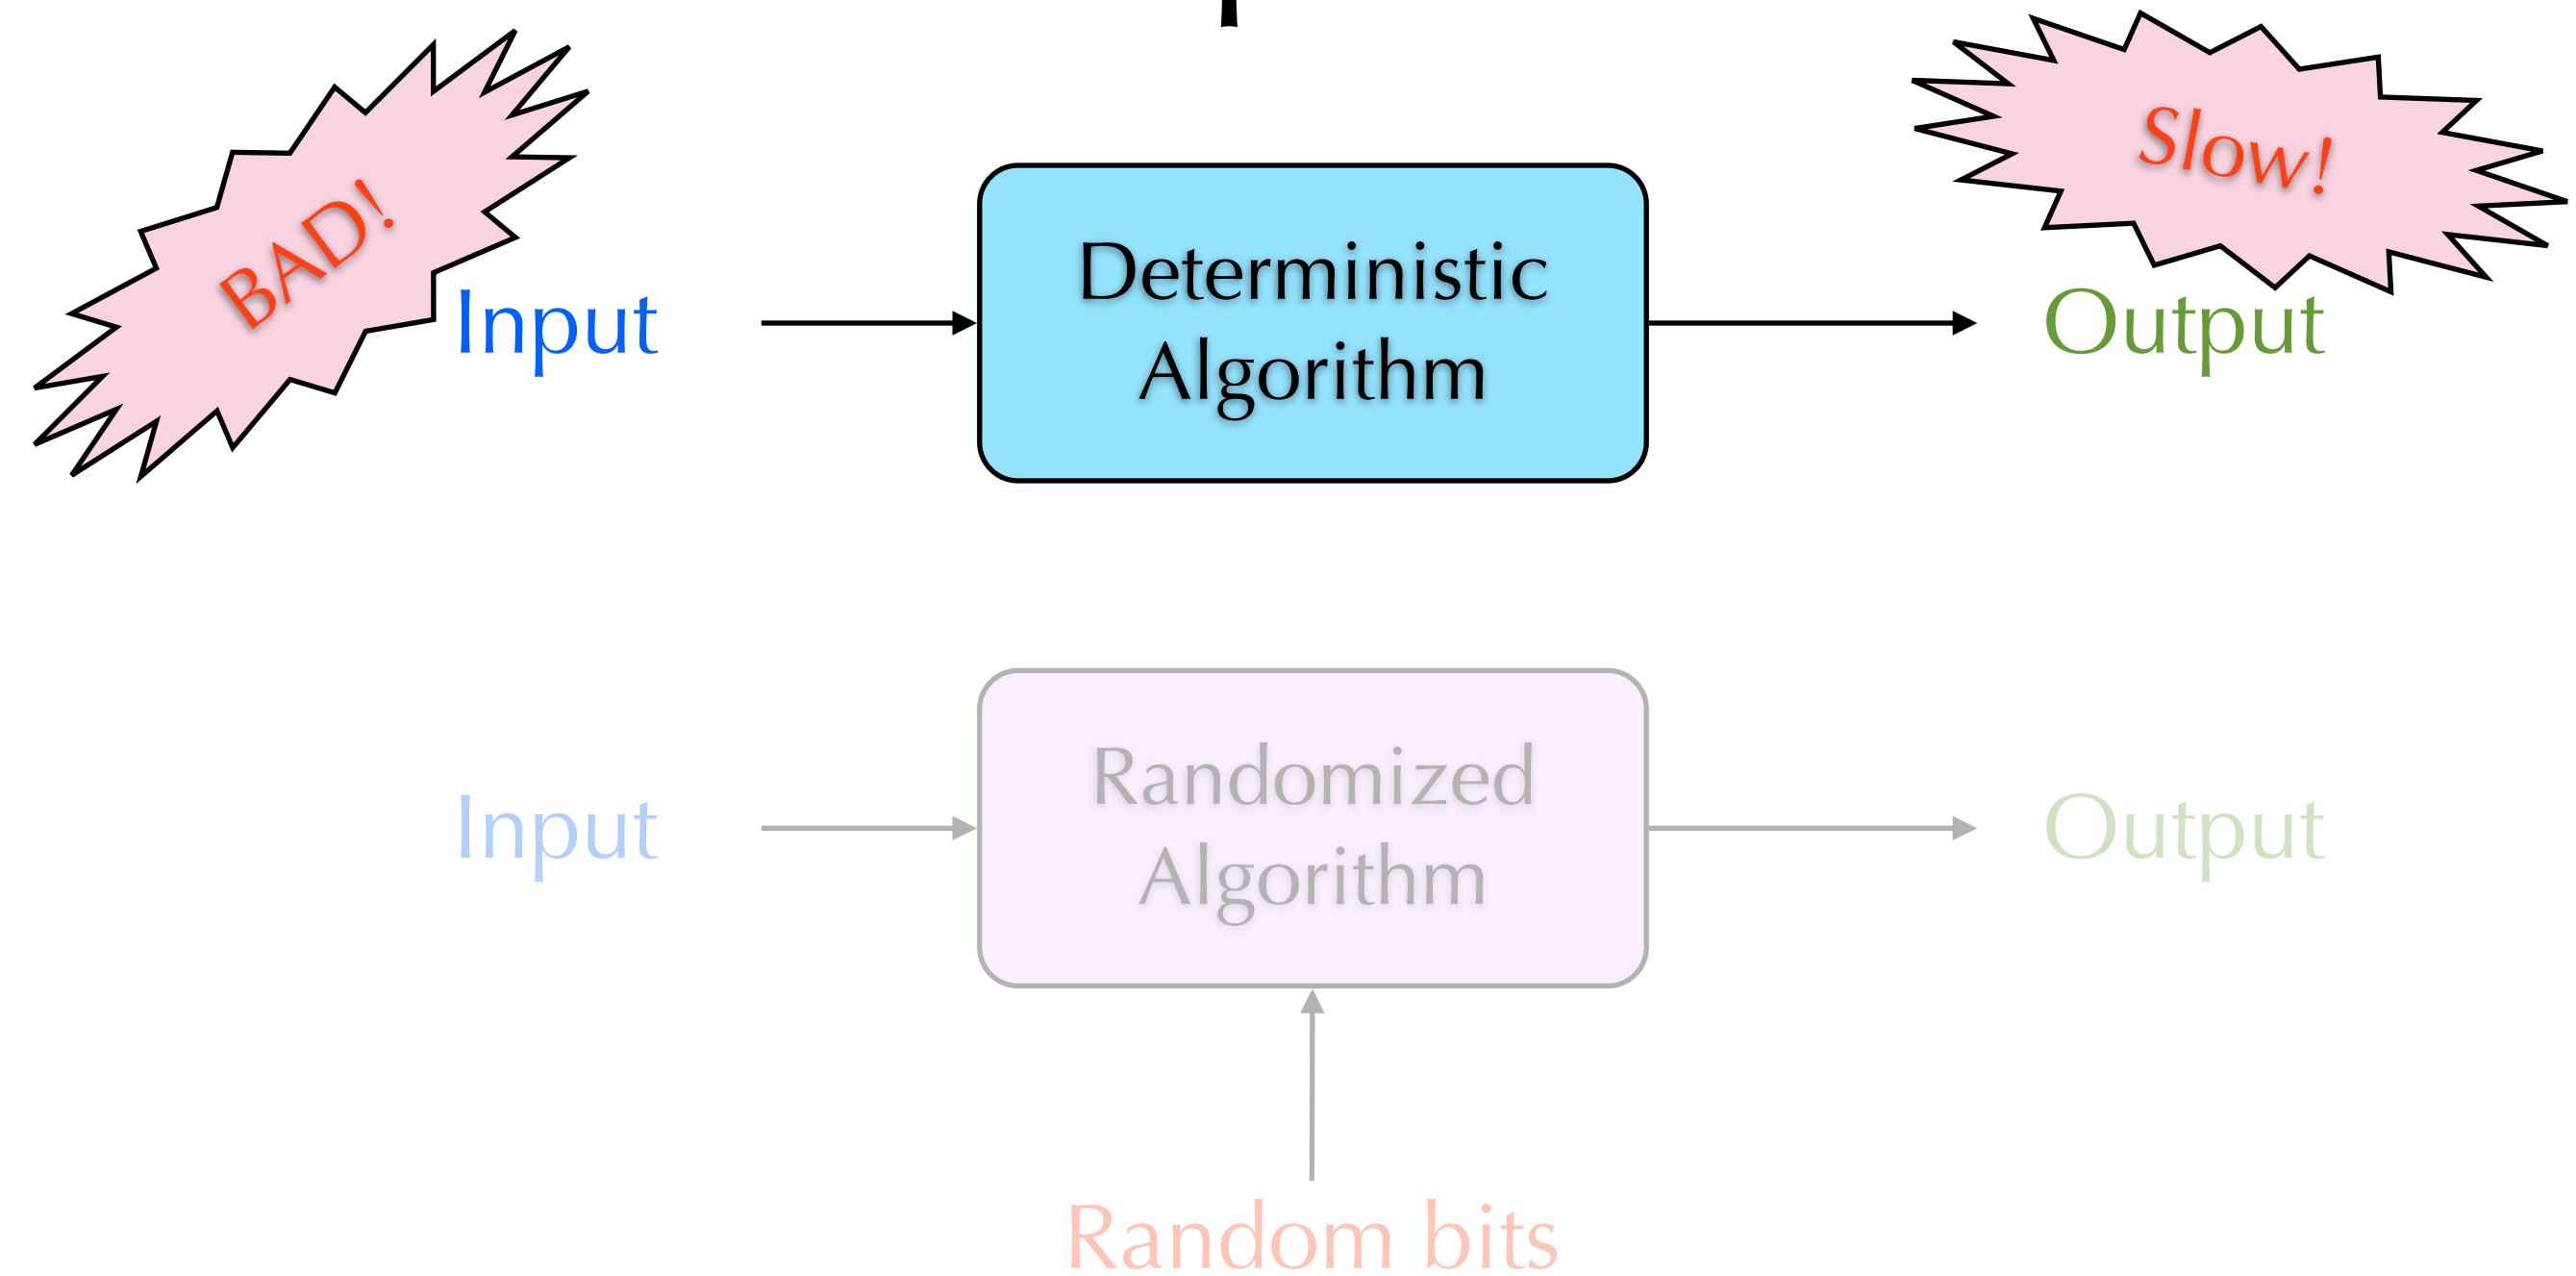 BAD!
Slow!
Input
Deterministic
Algorithm
Output
Input
Randomized
Algorithm
Output
Random bits